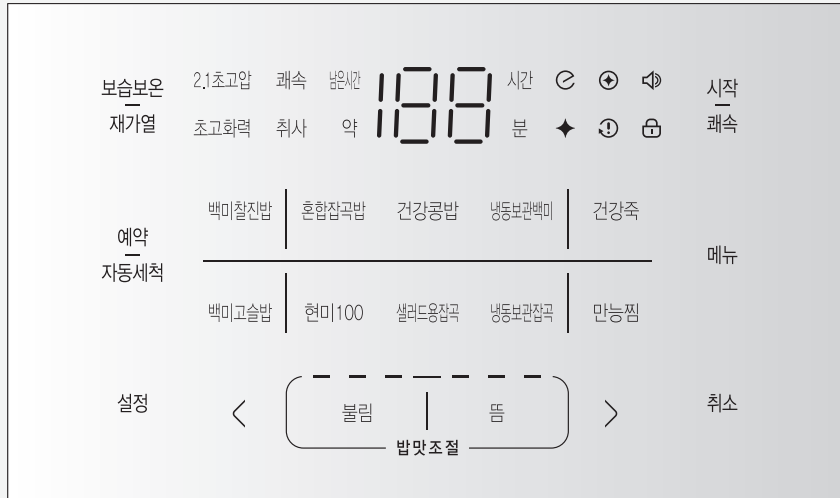 보습보온
재가열
2.1초고압 쾌속 남은시간 188 시간
초고화력 취사 약 분
시작
쾌속
예약
자동세척
백미찰진밥 혼합잡곡밥 건강콩밥 냉동보관백미 건강죽
백미고슬밥 현미100 샐러드용잡곡 냉동보관잡곡 만능찜
메뉴
설정
불림 뜸
밥맛조절
취소